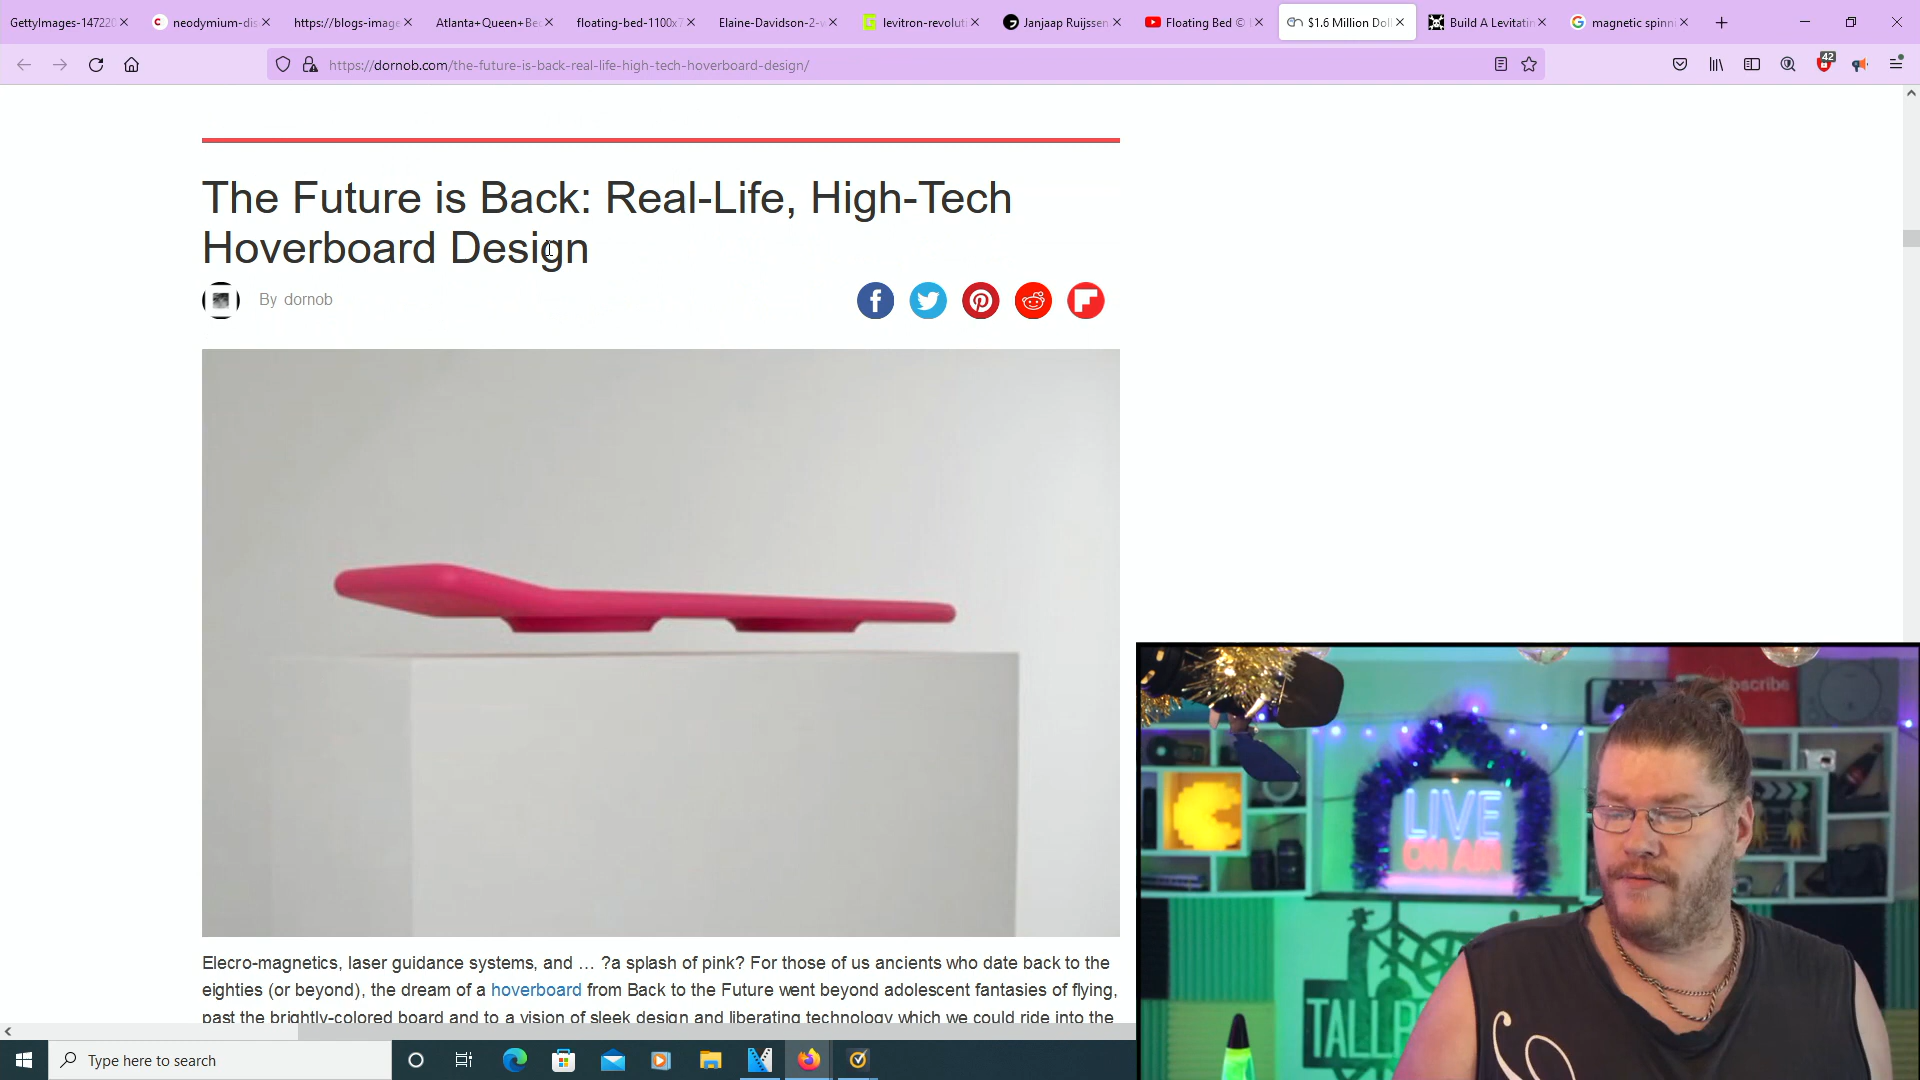 GettyImages-14722
neodymium-dis
https://blogs-image
Atlanta+Queen+Be
floating-bed-1100x7
Elaine-Davidson-2-w
levitron-revoluti
Janjaap Ruijssen
Floating Bed ©
$1.6 Million Doll
Build A Levitatin
magnetic spinn
https://dornob.com/the-future-is-back-real-life-high-tech-hoverboard-design/
42
The Future is Back: Real-Life, High-Tech
Hoverboard Design
By dornob
Elecro-magnetics, laser guidance systems, and … ?a splash of pink? For those of us ancients who date back to the
eighties (or beyond), the dream of a hoverboard from Back to the Future went beyond adolescent fantasies of flying,
past the brightly-colored board and to a vision of sleek design and liberating technology which we could ride into the
LIVE
ON AIR
Type here to search